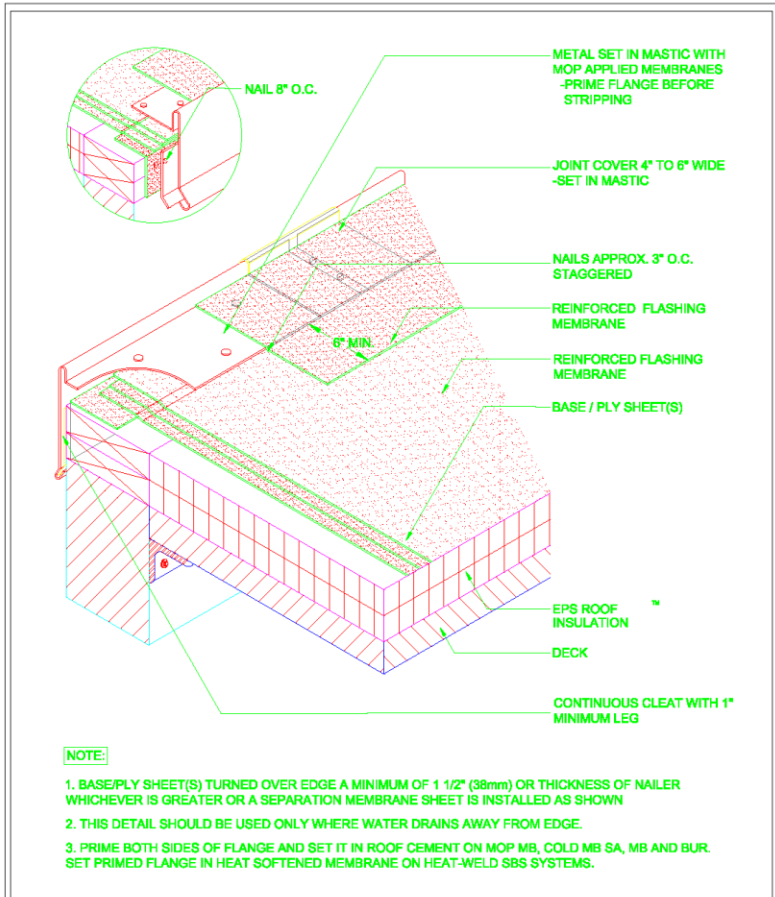 METAL SET IN MASTIC WITH
MOP APPLIED MEMBRANES
-PRIME FLANGE BEFORE
STRIPPING
NAIL 8" O.C.
JOINT COVER 4" TO 6" WIDE
-SET IN MASTIC
NAILS APPROX. 3" O.C.
STAGGERED
REINFORCED FLASHING
MEMBRANE
6" MIN.
REINFORCED FLASHING
MEMBRANE
BASE / PLY SHEET(S)
EPS ROOF ™
INSULATION
DECK
CONTINUOUS CLEAT WITH 1"
MINIMUM LEG
NOTE:
1. BASE/PLY SHEET(S) TURNED OVER EDGE A MINIMUM OF 1 1/2" (38mm) OR THICKNESS OF NAILER
WHICHEVER IS GREATER OR A SEPARATION MEMBRANE SHEET IS INSTALLED AS SHOWN
2. THIS DETAIL SHOULD BE USED ONLY WHERE WATER DRAINS AWAY FROM EDGE.
3. PRIME BOTH SIDES OF FLANGE AND SET IT IN ROOF CEMENT ON MOP MB, COLD MB SA, MB AND BUR.
SET PRIMED FLANGE IN HEAT SOFTENED MEMBRANE ON HEAT-WELD SBS SYSTEMS.